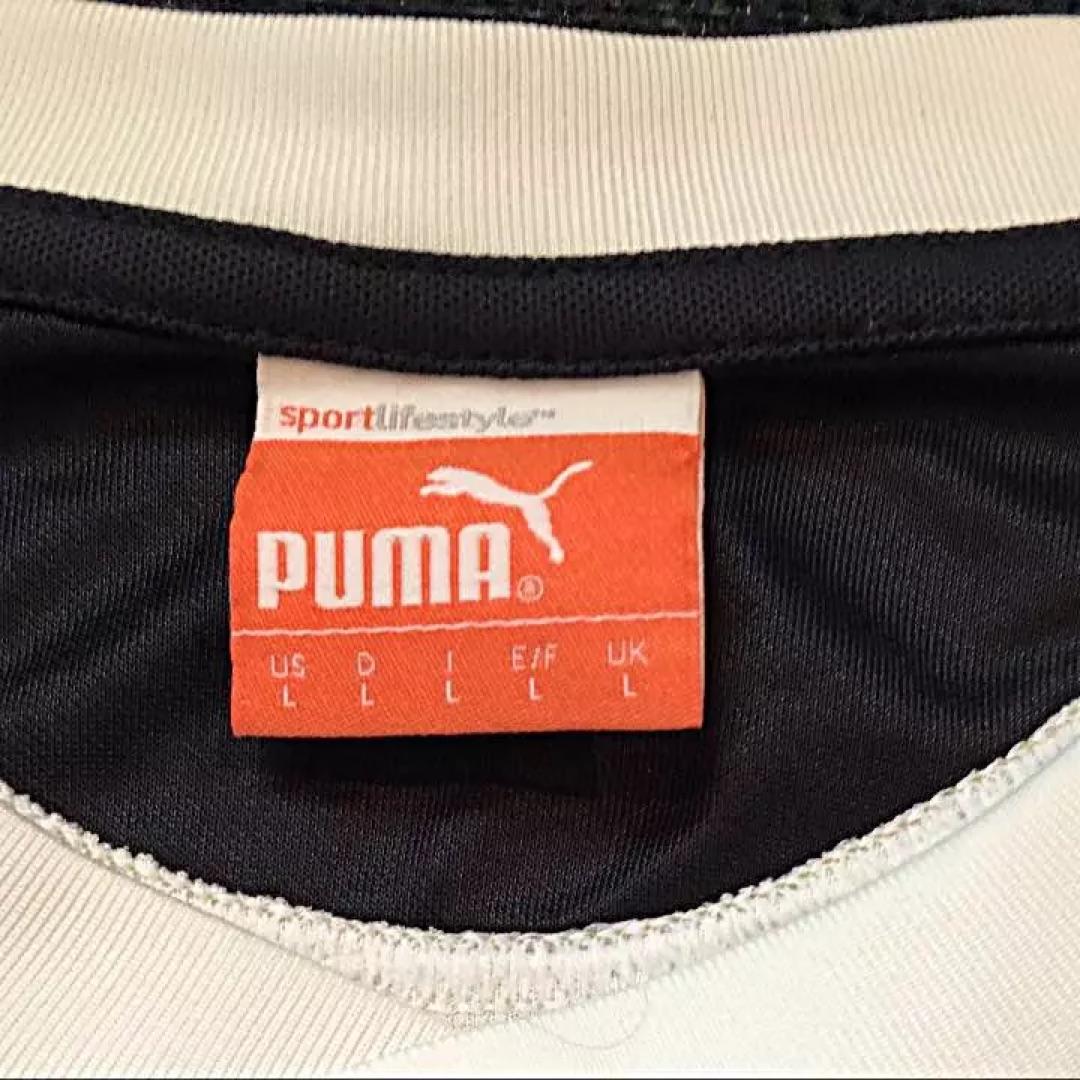 sportlifestyle™
PUMA®
US D I E/F UK
L L L L L